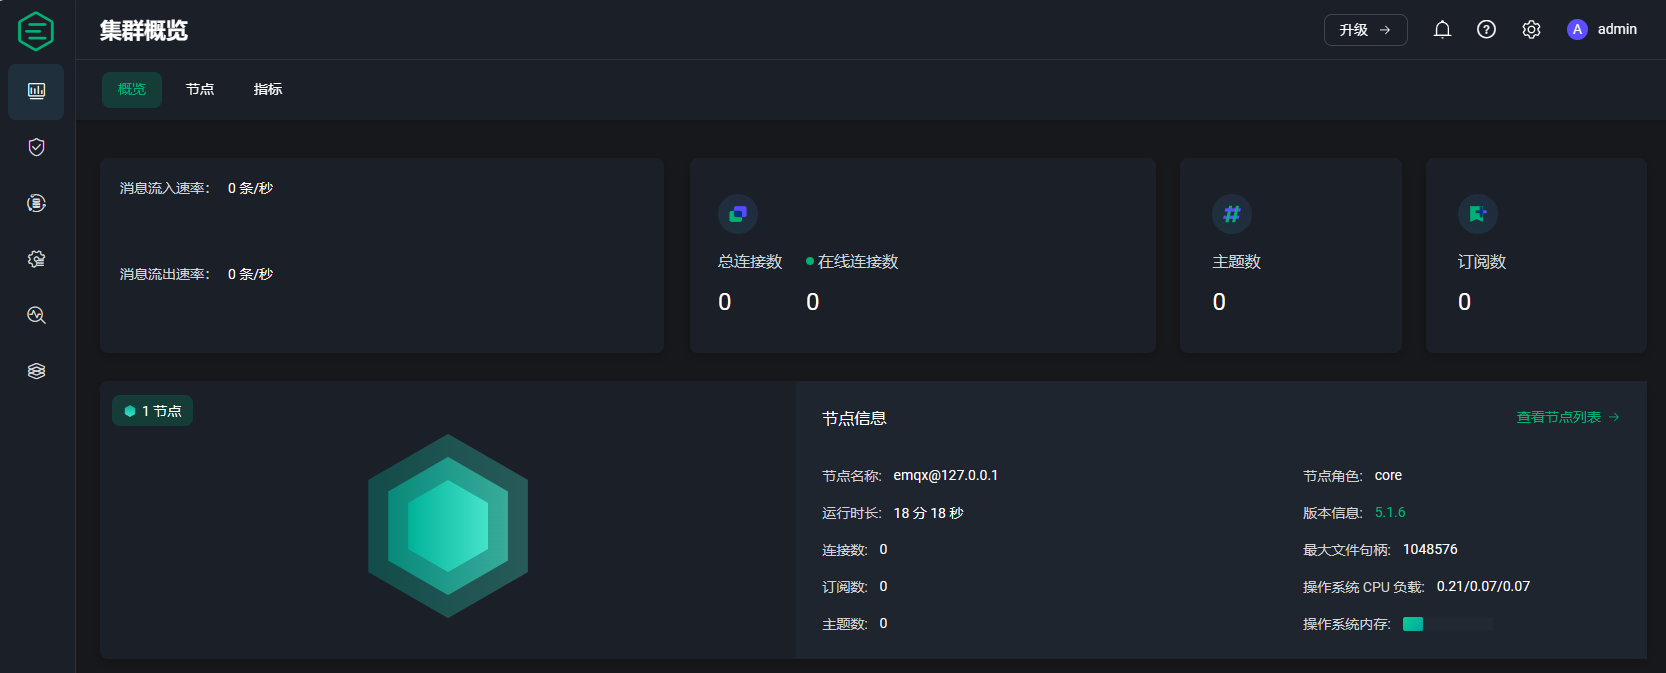 集群概览
升级 →
A admin
概览 节点 指标
消息流入速率: 0 条/秒
消息流出速率: 0 条/秒
总连接数 在线连接数
0 0
主题数
0
订阅数
0
1 节点
节点信息
查看节点列表 →
节点名称: emqx@127.0.0.1
节点角色: core
运行时长: 18 分 18 秒
版本信息: 5.1.6
连接数: 0
最大文件句柄: 1048576
订阅数: 0
操作系统 CPU 负载: 0.21/0.07/0.07
主题数: 0
操作系统内存: